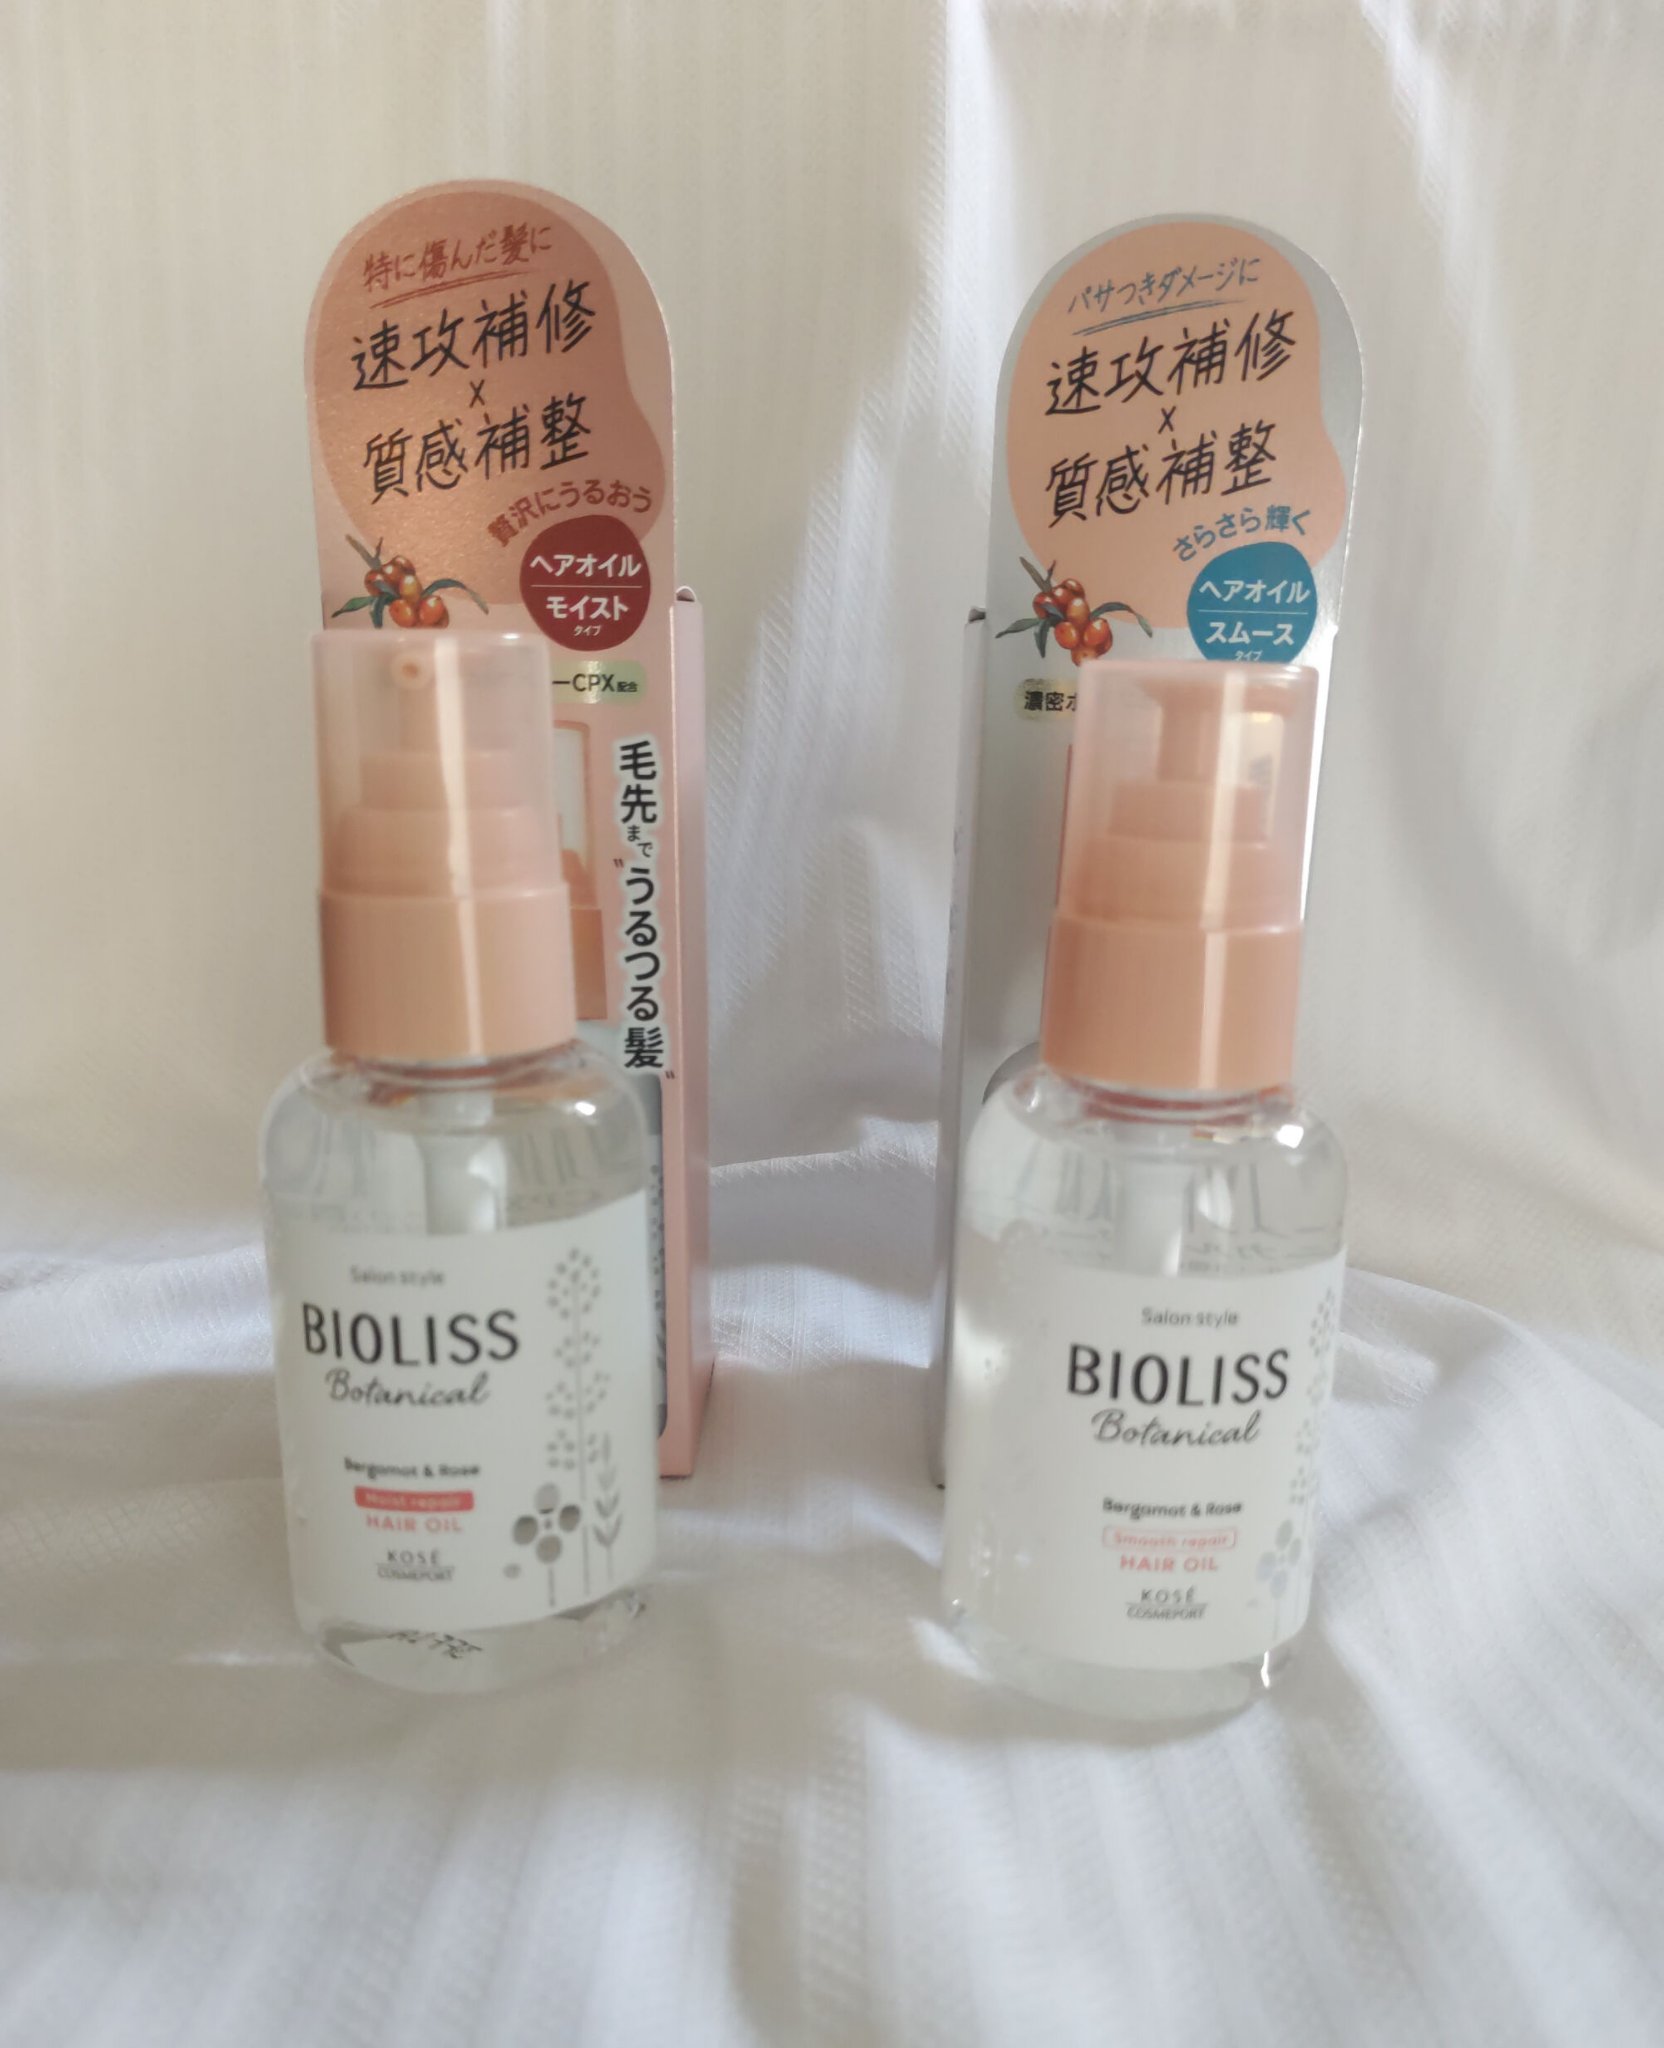 特に傷んだ髪に
速攻補修
×
質感補整
贅沢にうるおう
ヘアオイル
モイスト
タイプ
ーCPX配合
毛先まで
"うるつる髪"
Salon style
BIOLISS
Botanical
Bergamot & Rose
Moist repair
HAIR OIL
KOSÉ
COSMEPORT
パサつきダメージに
速攻補修
×
質感補整
さらさら輝く
ヘアオイル
スムース
タイプ
濃密
Salon style
BIOLISS
Botanical
Bergamot & Rose
Smooth repair
HAIR OIL
KOSÉ
COSMEPORT